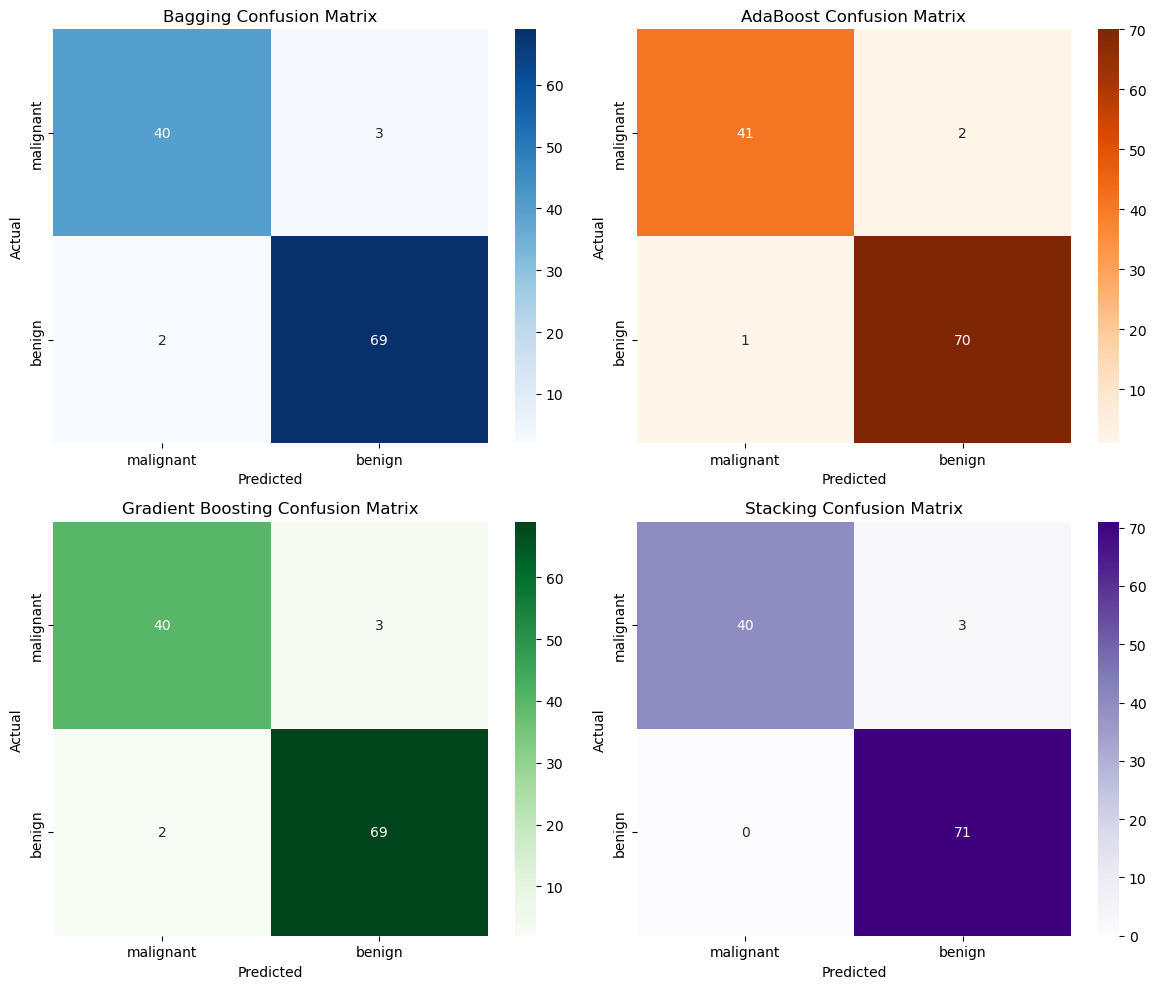 Bagging Confusion Matrix
malignant
benign
Actual
40
3
2
69
malignant
benign
Predicted
60
50
40
30
20
10
AdaBoost Confusion Matrix
malignant
benign
Actual
41
2
1
70
malignant
benign
Predicted
70
60
50
40
30
20
10
Gradient Boosting Confusion Matrix
malignant
benign
Actual
40
3
2
69
malignant
benign
Predicted
60
50
40
30
20
10
Stacking Confusion Matrix
malignant
benign
Actual
40
3
0
71
malignant
benign
Predicted
70
60
50
40
30
20
10
0